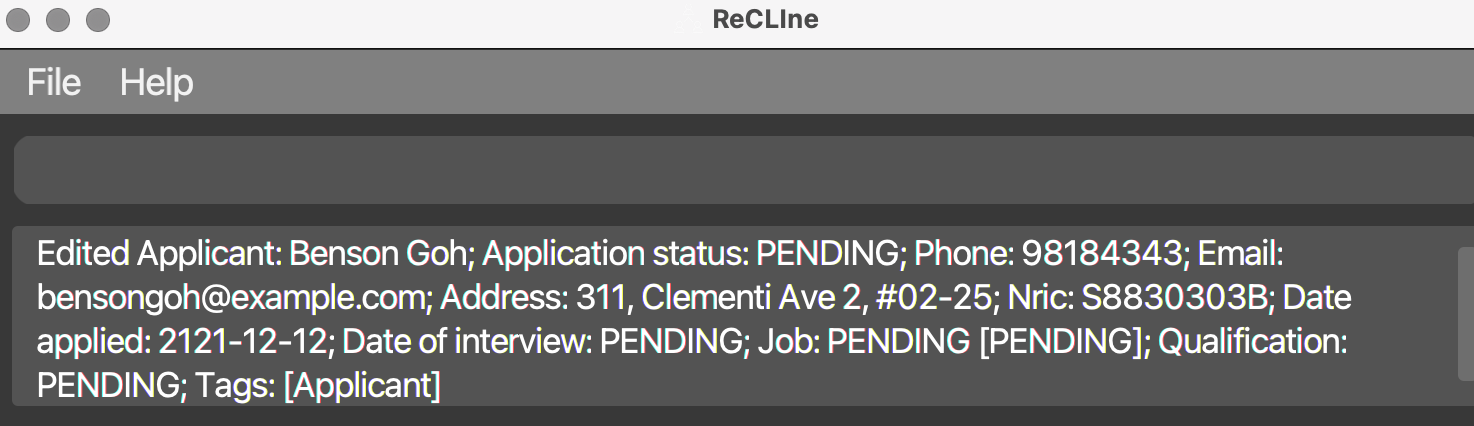 ReCLIne
File Help
Edited Applicant: Benson Goh; Application status: PENDING; Phone: 98184343; Email:
bensongoh@example.com; Address: 311, Clementi Ave 2, #02-25; Nric: S8830303B; Date
applied: 2121-12-12; Date of interview: PENDING; Job: PENDING [PENDING]; Qualification:
PENDING; Tags: [Applicant]